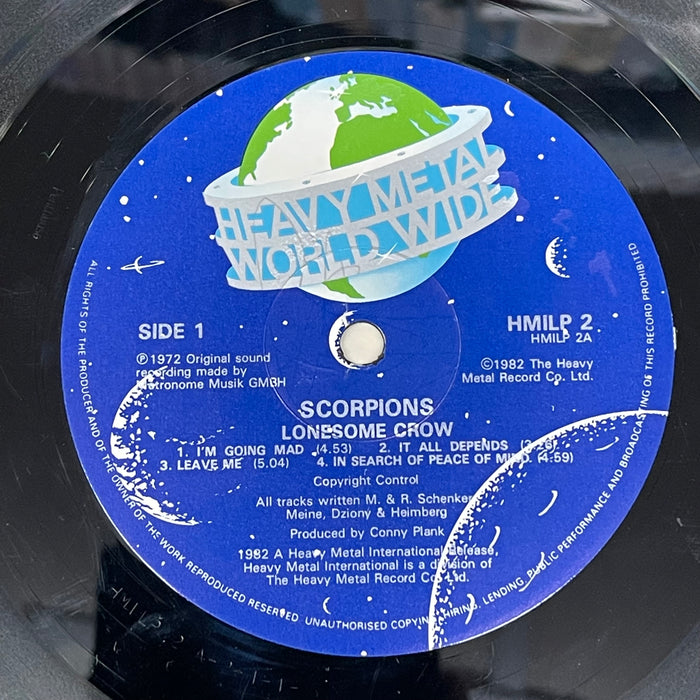 HEAVY METAL
WORLD WIDE
SIDE 1
HMILP 2
HMILP 2A
℗1972 Original sound
recording made by
Metronome Musik GMBH
©1982 The Heavy
Metal Record Co. Ltd.
SCORPIONS
LONESOME CROW
1. I'M GOING MAD (4.53) 2. IT ALL DEPENDS
3. LEAVE ME (5.04) 4. IN SEARCH OF PEACE OF MIND (4.59)
Copyright Control
All tracks written M. & R. Schenker
Meine, Dziony & Heimberg
Produced by Conny Plank
1982 A Heavy Metal International Release
Heavy Metal International is a division of
The Heavy Metal Record Co. Ltd.
ALL RIGHTS OF THE PRODUCER AND OF THE OWNER OF THE WORK REPRODUCED RESERVED UNAUTHORISED COPYING, HIRING, LENDING, PUBLIC PERFORMANCE AND BROADCASTING OF THIS RECORD PROHIBITED